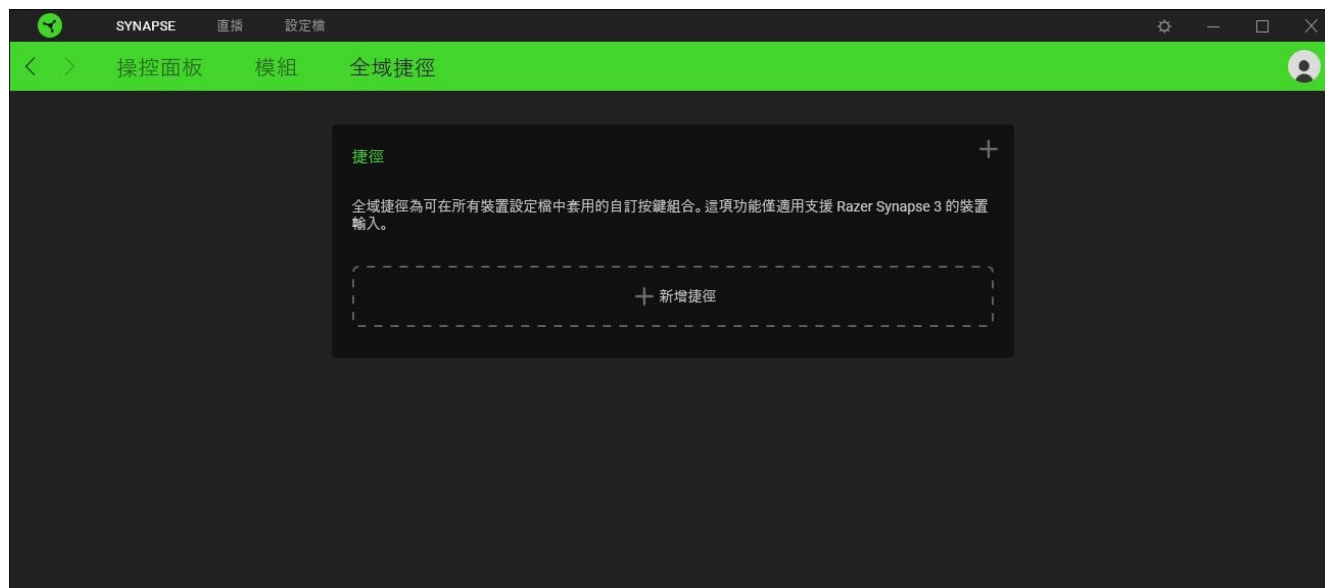 SYNAPSE 直播 設定檔
操控面板 模組 全域捷徑
捷徑
全域捷徑為可在所有裝置設定檔中套用的自訂按鍵組合。這項功能僅適用支援 Razer Synapse 3 的裝置
輸入。
新增捷徑